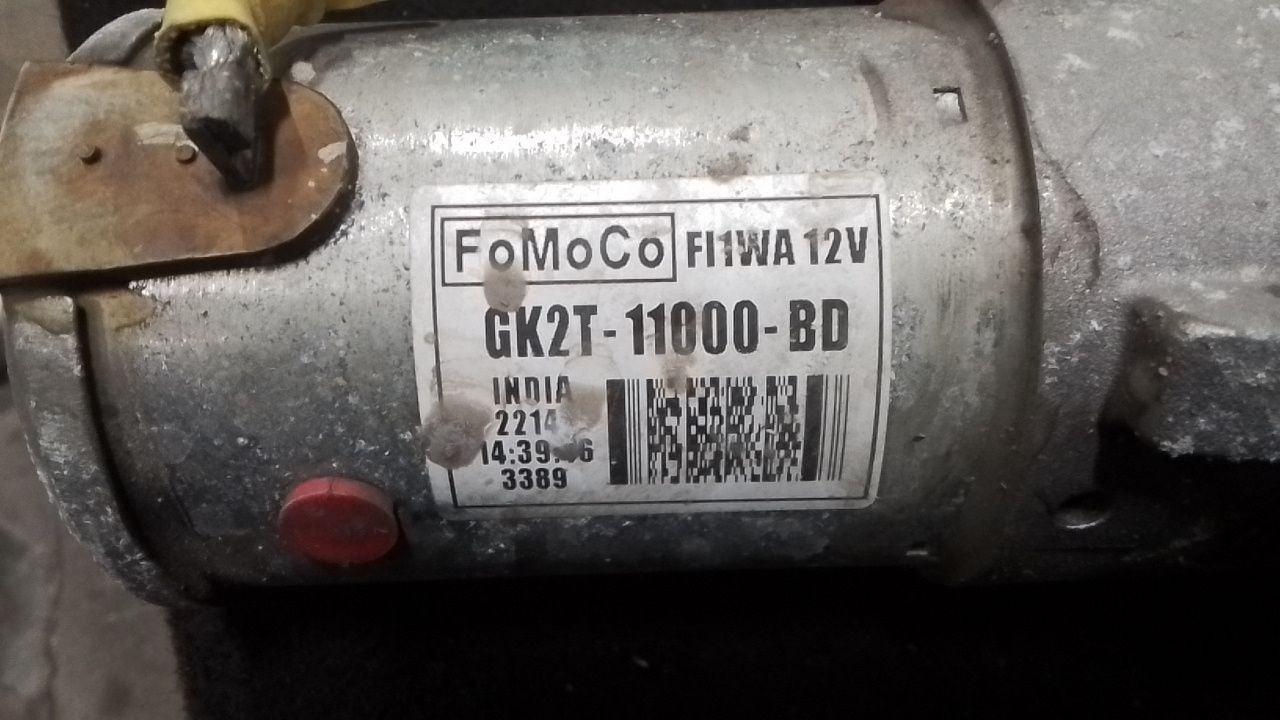 FoMoCo FI1WA 12V
GK2T-11000-BD
INDIA
2214
3389